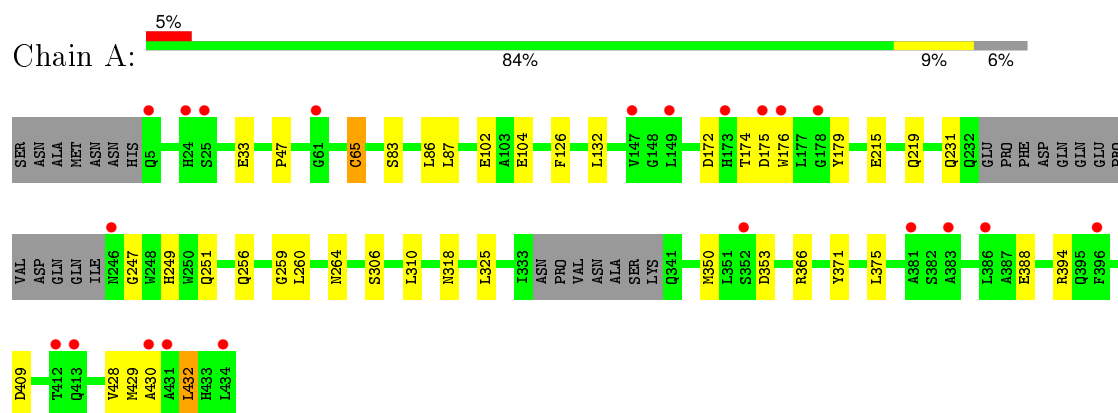 5%
Chain A:
84% 9% 6%
SER ASN ALA MET ASN ASN HIS Q5 H24 S25 E33 P47 G61 C65 S83 L86 L87 E102 A103 E104 F126 L132 V147 G148 L149 D172 H173 T174 D175 W176 L177 G178 Y179 E215 Q219 Q231 Q232 GLU PRO PHE ASP GLN GLN GLU PRO
VAL ASP GLN GLN ILE N246 G247 W248 H249 W250 Q251 Q256 G259 L260 N264 S306 L310 N318 L325 I333 ASN PRO VAL ASN ALA SER LYS Q341 M350 L351 S352 D353 R366 Y371 L375 A381 S382 A383 L386 A387 E388 R394 Q395 F396
D409 T412 Q413 V428 M429 A430 A431 L432 H433 L434